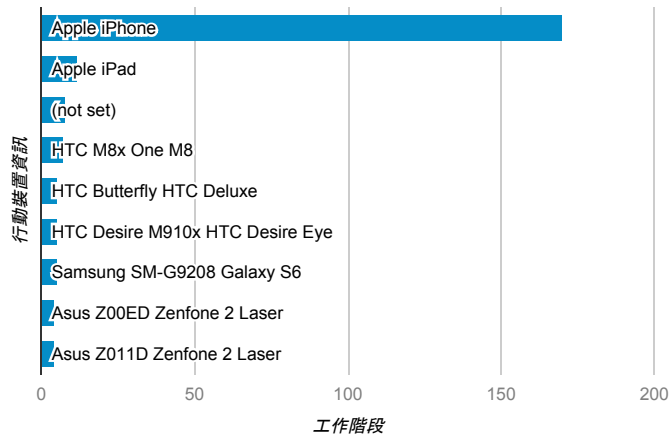 Apple iPhone
Apple iPad
(not set)
HTC M8x One M8
HTC Butterfly HTC Deluxe
HTC Desire M910x HTC Desire Eye
Samsung SM-G9208 Galaxy S6
Asus Z00ED Zenfone 2 Laser
Asus Z011D Zenfone 2 Laser
行動裝置資訊
0 50 100 150 200
工作階段